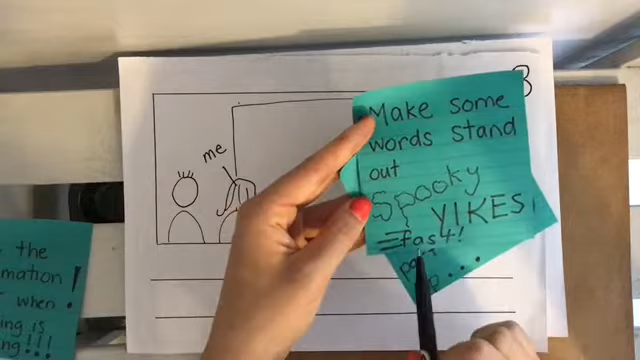 3
me
Make some
words stand
out
Spooky
YIKES!
fast!
the
mation !
when .
ing is
ng!!!